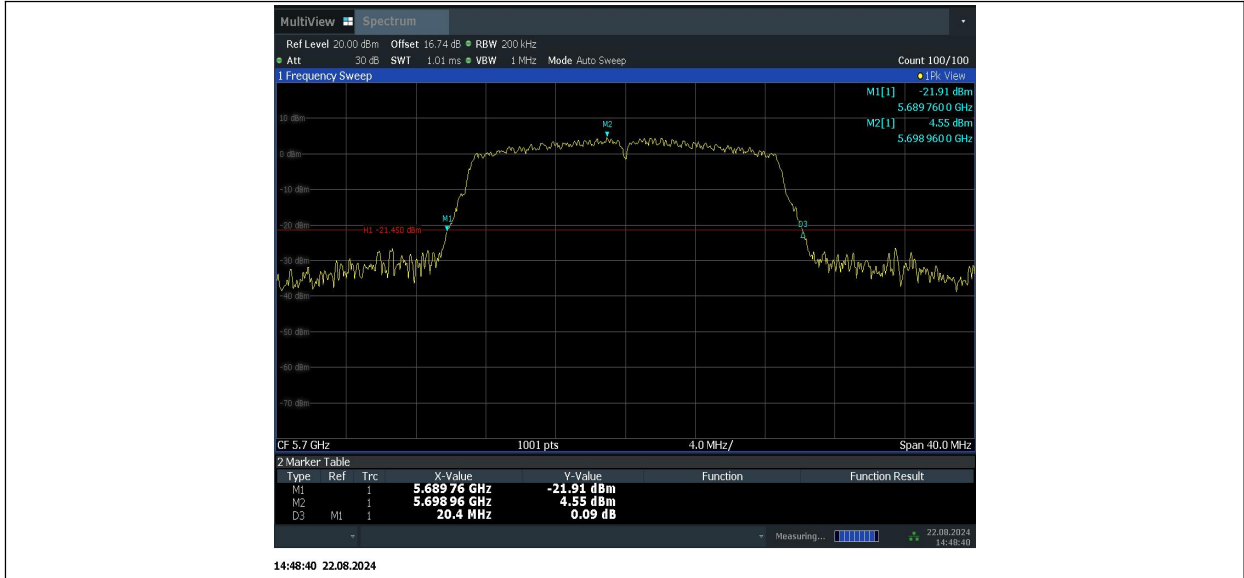 MultiView Spectrum
Ref Level 20.00 dBm Offset 16.74 dB RBW 200 kHz
Att 30 dB SWT 1.01 ms VBW 1 MHz Mode Auto Sweep Count 100/100
1 Frequency Sweep 1Pk View
M1[1] -21.91 dBm
5.689 760 0 GHz
M2[1] 4.55 dBm
5.698 960 0 GHz
10 dBm
M2
0 dBm
-10 dBm
M1
-20 dBm
D3
H1 -21.450 dBm
-30 dBm
-40 dBm
-50 dBm
-60 dBm
-70 dBm
CF 5.7 GHz 1001 pts 4.0 MHz/ Span 40.0 MHz
2 Marker Table
Type Ref Trc X-Value Y-Value Function Function Result
M1 1 5.689 76 GHz -21.91 dBm
M2 1 5.698 96 GHz 4.55 dBm
D3 M1 1 20.4 MHz 0.09 dB
Measuring... 22.08.2024
14:48:40
14:48:40 22.08.2024